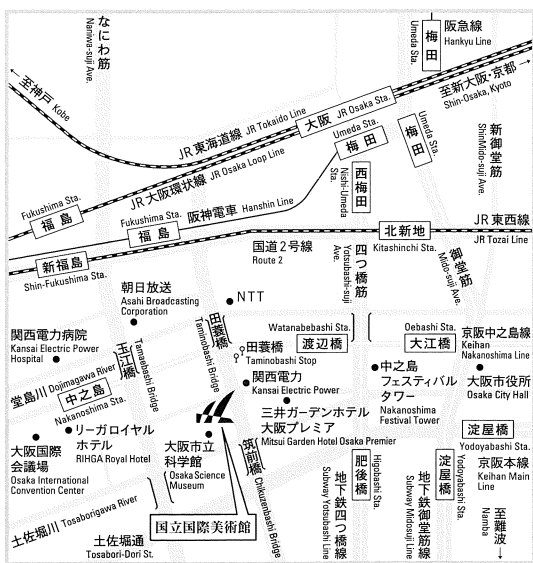 なにわ筋
Naniwa-suji Ave.
梅田
Umeda Sta.
阪急線
Hankyu Line
至神戸 Kobe
至新大阪・京都
Shin-Osaka, Kyoto
JR東海道線 JR Tokaido Line
大阪 JR Osaka Sta.
JR大阪環状線 JR Osaka Loop Line
Umeda Sta.
梅田
梅田
Umeda Sta.
新御堂筋
ShinMido-suji Ave.
西梅田
Nishi-Umeda
Sta.
Fukushima Sta.
福島
Fukushima Sta.
福島
阪神電車 Hanshin Line
北新地
Kitashinchi Sta.
JR東西線
JR Tozai Line
新福島
Shin-Fukushima Sta.
国道2号線
Route 2
四つ橋筋
Yotsubashi-suji
Ave.
御堂筋
Mido-suji Ave.
朝日放送
Asahi Broadcasting
Corporation
NTT
田蓑橋
Taminobashi Bridge
Watanabebashi Sta.
渡辺橋
Oebashi Sta.
大江橋
京阪中之島線
Keihan
Nakanoshima Line
関西電力病院
Kansai Electric Power
Hospital
玉江橋
Tamaebashi Bridge
田蓑橋
Taminobashi Stop
堂島川 Dojimagawa River
中之島
Nakanoshima Sta.
関西電力
Kansai Electric Power
中之島
フェスティバル
タワー
Nakanoshima
Festival Tower
大阪市役所
Osaka City Hall
三井ガーデンホテル
大阪プレミア
Mitsui Garden Hotel Osaka Premier
リーガロイヤル
ホテル
RIHGA Royal Hotel
大阪国際
会議場
Osaka International
Convention Center
大阪市立
科学館
Osaka Science
Museum
筑前橋
Chikuzenbashi Bridge
淀屋橋
Yodoyabashi Sta.
京阪本線
Keihan Main
Line
肥後橋
Higobashi Sta.
淀屋橋
Yodoyabashi Sta.
地下鉄四つ橋線
Subway Yotsubashi Line
地下鉄御堂筋線
Subway Midosuji Line
至難波
Namba
土佐堀川 Tosaborigawa River
国立国際美術館
土佐堀通
Tosabori-Dori St.